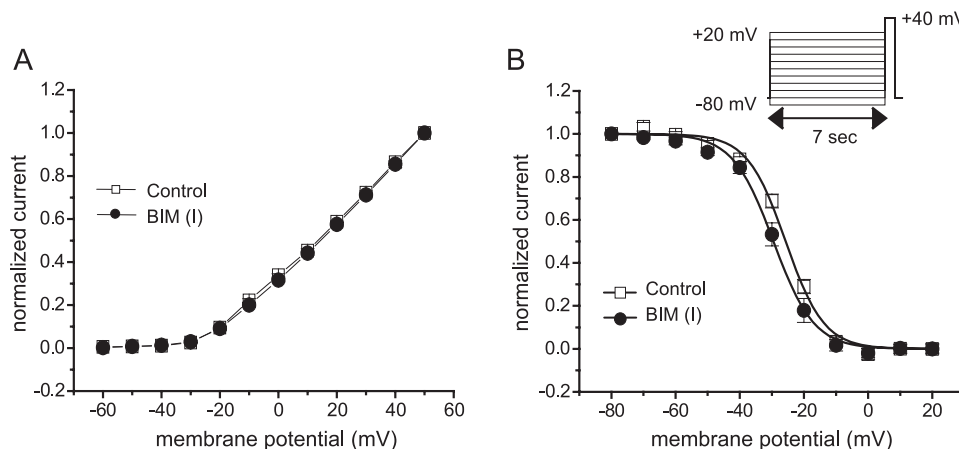 A
1.2
1.0
0.8
0.6
0.4
0.2
0.0
-0.2
normalized current
Control
BIM (I)
-60 -40 -20 0 20 40 60
membrane potential (mV)
B
+20 mV
+40 mV
-80 mV
7 sec
1.2
1.0
0.8
0.6
0.4
0.2
0.0
-0.2
normalized current
Control
BIM (I)
-80 -60 -40 -20 0 20
membrane potential (mV)